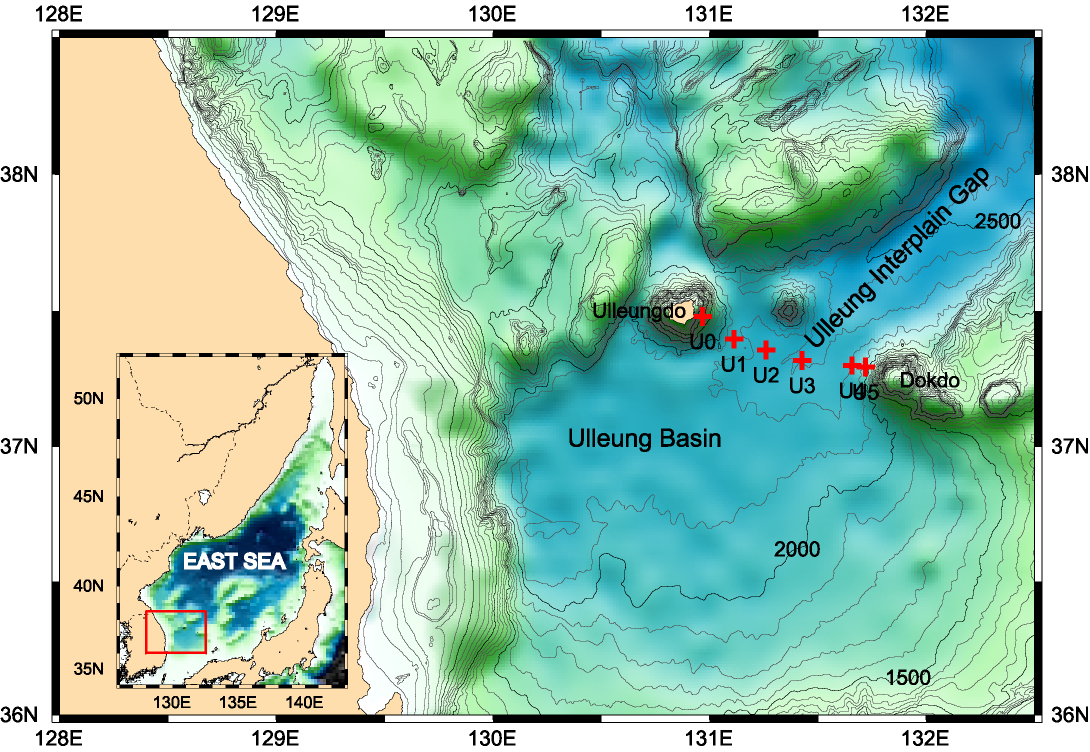 128E 129E 130E 131E 132E
38N 38N
Ulleung Interplain Gap
2500
Ulleungdo
U0
U1
U2
U3
U4
U5
Dokdo
37N 37N
Ulleung Basin
2000
1500
36N 36N
128E 129E 130E 131E 132E
50N
45N
EAST SEA
40N
35N
130E 135E 140E